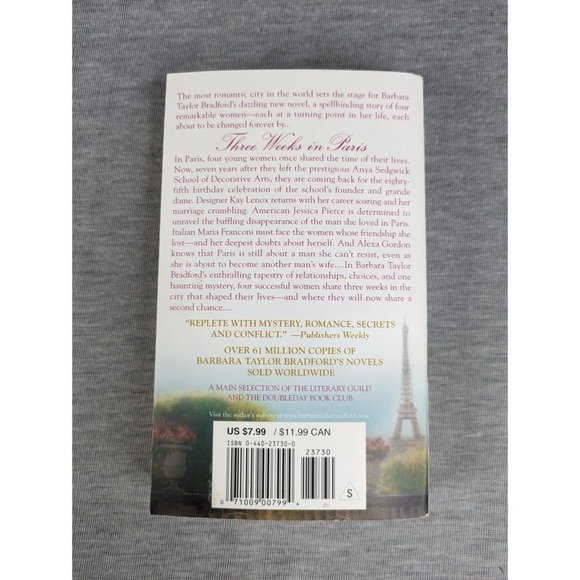 The most romantic city in the world sets the stage for Barbara
Taylor Bradford's dazzling new novel, a spellbinding story of four
remarkable women—each at a turning point in her life, each
about to be changed forever by...
Three Weeks in Paris
In Paris, four young women once shared the time of their lives.
Now, seven years after they left the prestigious Anya Sedgwick
School of Decorative Arts, they are coming back for the eighty-
fifth birthday celebration of the school's founder and grande
dame. Designer Kay Lenox returns with her career soaring and her
marriage crumbling. American Jessica Pierce is determined to
unravel the baffling disappearance of the man she loved in Paris.
Italian Maria Franconi must face the women whose friendship she
lost—and her deepest doubts about herself. And Alexa Gordon
knows that Paris is still about a man she can't resist, even as
she is about to become another man's wife....In Barbara Taylor
Bradford's enthralling tapestry of relationships, choices, and one
haunting mystery, four successful women share three weeks in the
city that shaped their lives—and where they will now share a
second chance....
"REPLETE WITH MYSTERY, ROMANCE, SECRETS
AND CONFLICT." —Publishers Weekly
OVER 61 MILLION COPIES OF
BARBARA TAYLOR BRADFORD'S NOVELS
SOLD WORLDWIDE
A MAIN SELECTION OF THE LITERARY GUILD
AND THE DOUBLEDAY BOOK CLUB
Visit the author's website at www.barbarataylorbradford.com.
US $7.99 / $11.99 CAN
ISBN 0-440-23730-0
23730
S
0 71009 00799 4